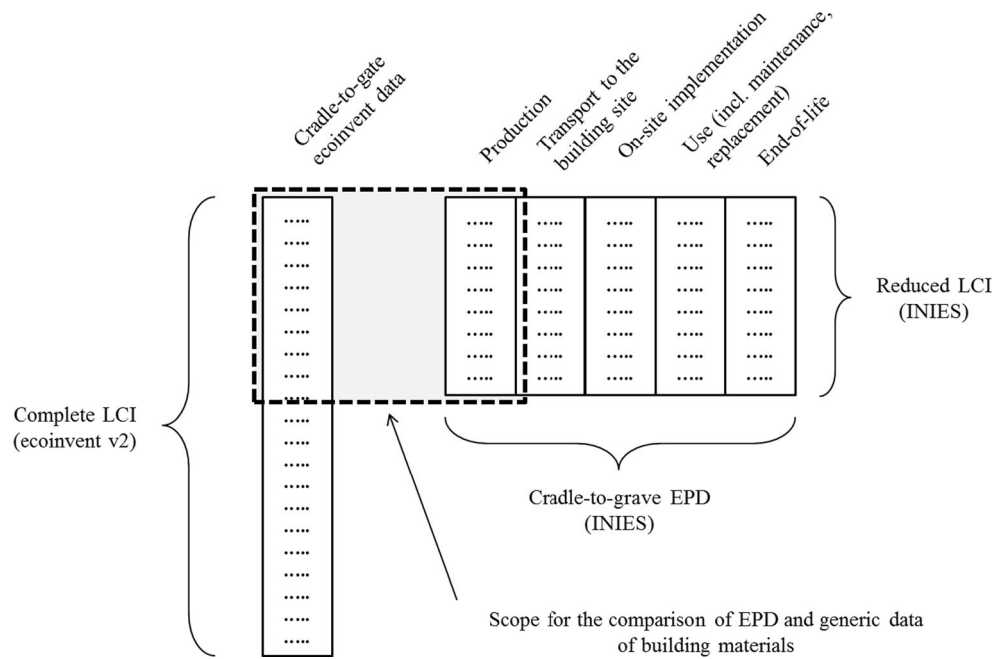 Cradle-to-gate
ecoinvent data
Production
Transport to the
building site
On-site implementation
Use (incl. maintenance,
replacement)
End-of-life
Complete LCI
(ecoinvent v2)
Reduced LCI
(INIES)
Cradle-to-grave EPD
(INIES)
Scope for the comparison of EPD and generic data
of building materials